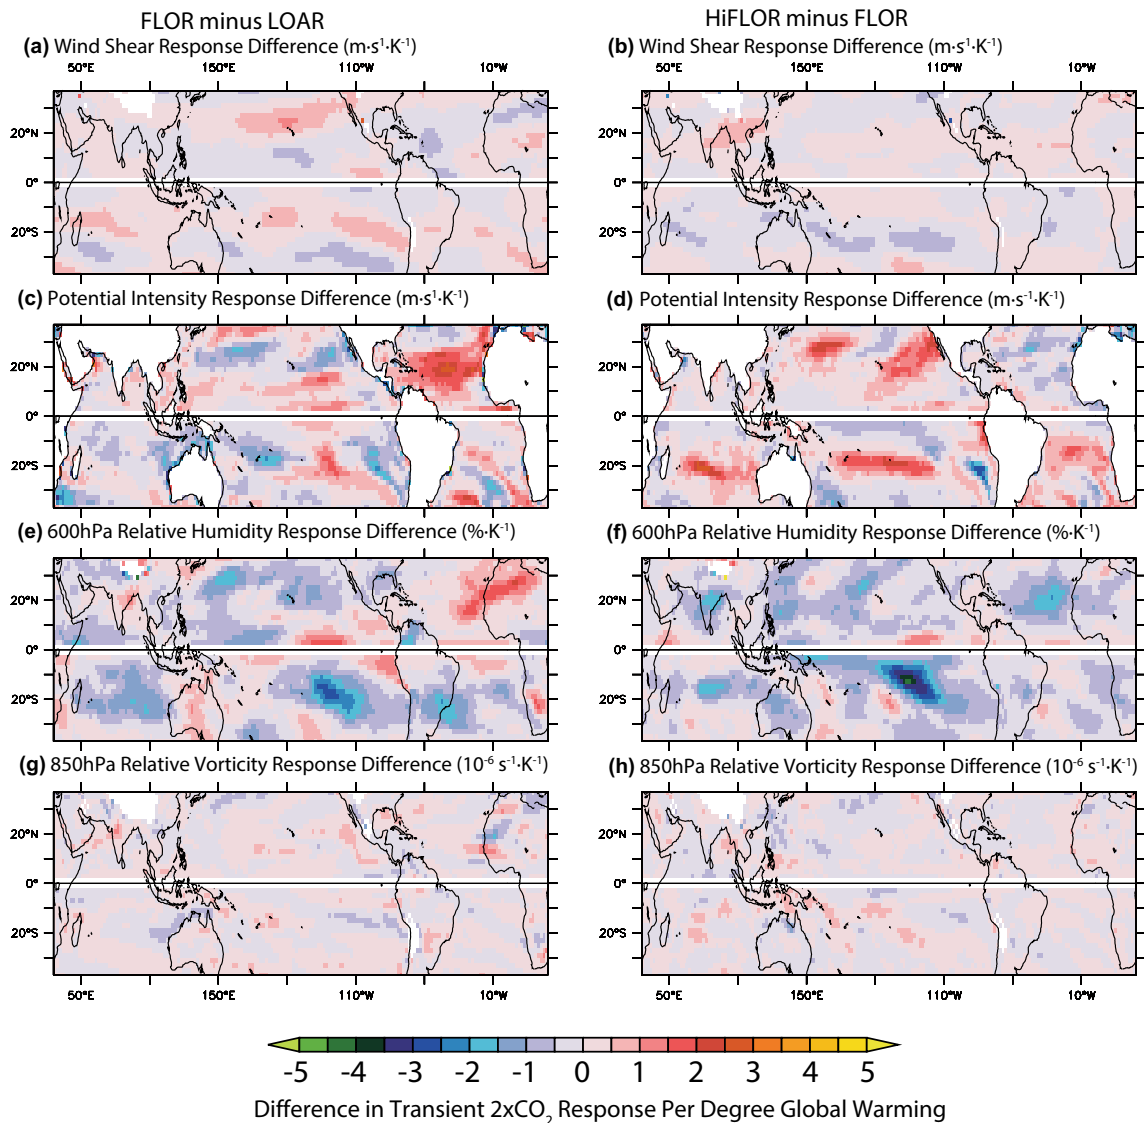 FLOR minus LOAR
HiFLOR minus FLOR
(a) Wind Shear Response Difference (m·s¹·K⁻¹)
(b) Wind Shear Response Difference (m·s¹·K⁻¹)
50°E 150°E 110°W 10°W
50°E 150°E 110°W 10°W
20°N
0°
20°S
20°N
0°
20°S
(c) Potential Intensity Response Difference (m·s¹·K⁻¹)
(d) Potential Intensity Response Difference (m·s¹·K⁻¹)
20°N
0°
20°S
20°N
0°
20°S
(e) 600hPa Relative Humidity Response Difference (%·K⁻¹)
(f) 600hPa Relative Humidity Response Difference (%·K⁻¹)
20°N
0°
20°S
20°N
0°
20°S
(g) 850hPa Relative Vorticity Response Difference (10⁻⁶ s⁻¹·K⁻¹)
(h) 850hPa Relative Vorticity Response Difference (10⁻⁶ s⁻¹·K⁻¹)
20°N
0°
20°S
20°N
0°
20°S
50°E 150°E 110°W 10°W
50°E 150°E 110°W 10°W
-5 -4 -3 -2 -1 0 1 2 3 4 5
Difference in Transient 2xCO₂ Response Per Degree Global Warming